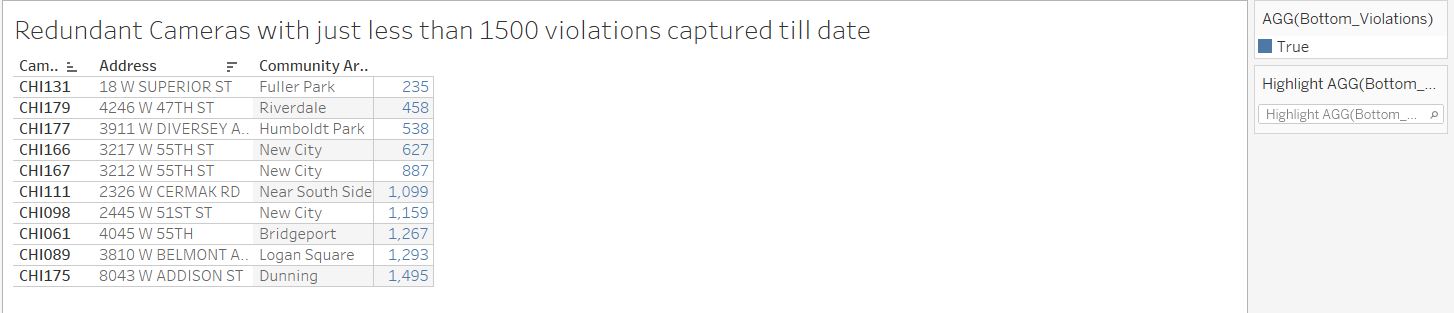 Redundant Cameras with just less than 1500 violations captured till date
Cam.. Address Community Ar..
CHI131 18 W SUPERIOR ST Fuller Park 235
CHI179 4246 W 47TH ST Riverdale 458
CHI177 3911 W DIVERSEY A.. Humboldt Park 538
CHI166 3217 W 55TH ST New City 627
CHI167 3212 W 55TH ST New City 887
CHI111 2326 W CERMAK RD Near South Side 1,099
CHI098 2445 W 51ST ST New City 1,159
CHI061 4045 W 55TH Bridgeport 1,267
CHI089 3810 W BELMONT A.. Logan Square 1,293
CHI175 8043 W ADDISON ST Dunning 1,495
AGG(Bottom_Violations)
True
Highlight AGG(Bottom_...
Highlight AGG(Bottom_...